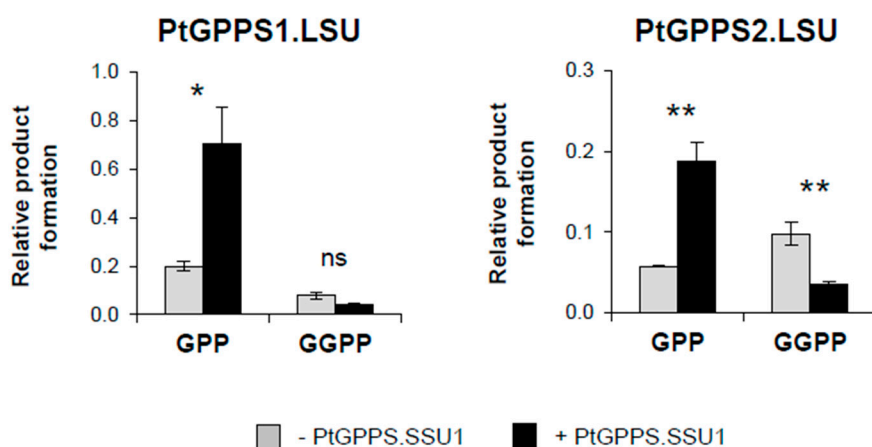 PtGPPS1.LSU
Relative product
formation
1.0
0.8
0.6
0.4
0.2
0.0
*
ns
GPP
GGPP
PtGPPS2.LSU
Relative product
formation
0.3
0.2
0.1
0.0
**
**
GPP
GGPP
- PtGPPS.SSU1
+ PtGPPS.SSU1